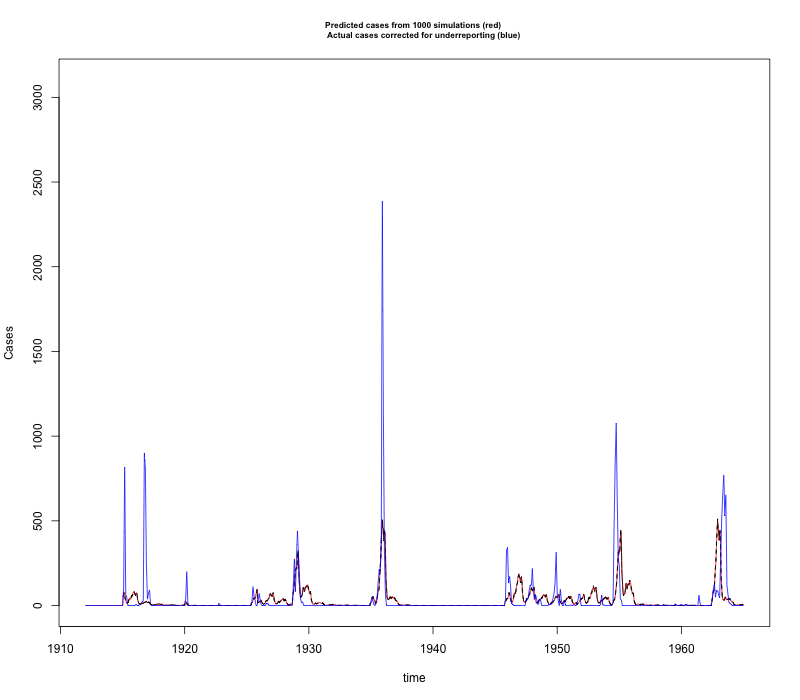 Predicted cases from 1000 simulations (red)
Actual cases corrected for underreporting (blue)
3000
2500
2000
1500
1000
500
0
Cases
1910 1920 1930 1940 1950 1960
time